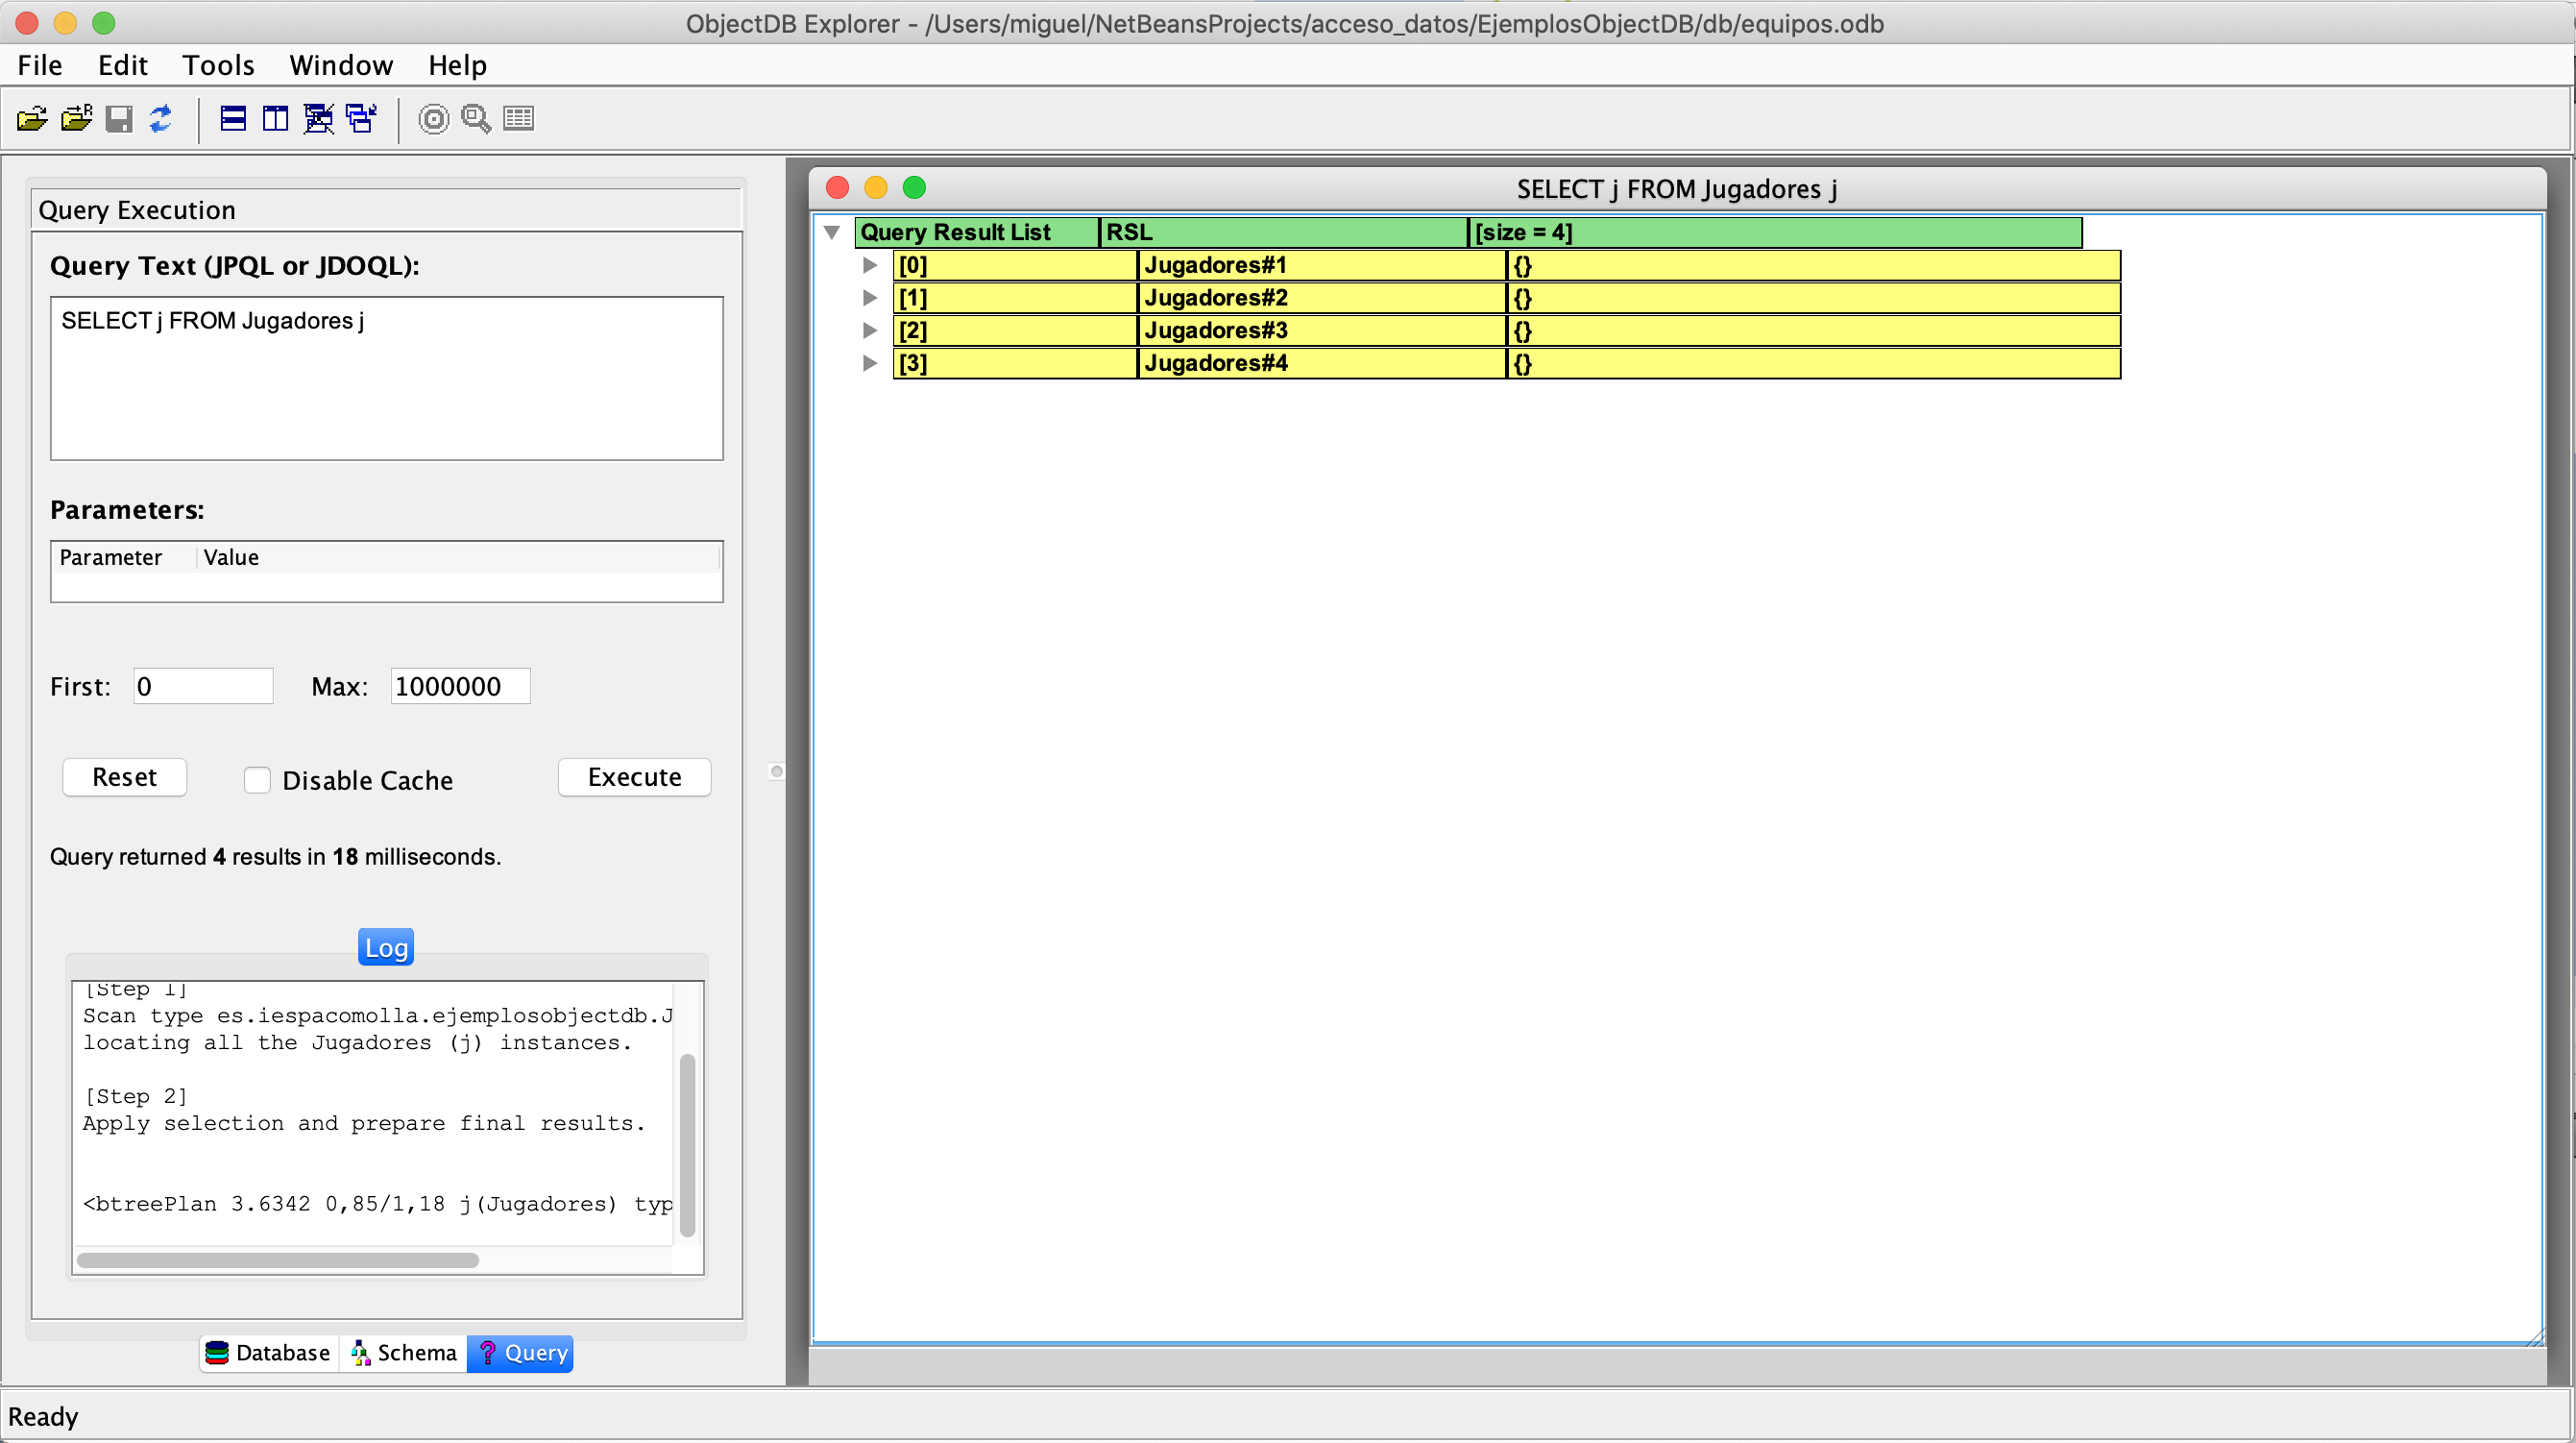 ObjectDB Explorer - /Users/miguel/NetBeansProjects/acceso_datos/EjemplosObjectDB/db/equipos.odb
File Edit Tools Window Help
Query Execution
Query Text (JPQL or JDOQL):
SELECT j FROM Jugadores j
Parameters:
Parameter Value
First: 0 Max: 1000000
Reset Disable Cache Execute
Query returned 4 results in 18 milliseconds.
Log
[Step 1]
Scan type es.iespacomolla.ejemplosobjectdb.J
locating all the Jugadores (j) instances.
[Step 2]
Apply selection and prepare final results.
<btreePlan 3.6342 0,85/1,18 j(Jugadores) typ
Database Schema ? Query
SELECT j FROM Jugadores j
Query Result List RSL [size = 4]
[0] Jugadores#1 {}
[1] Jugadores#2 {}
[2] Jugadores#3 {}
[3] Jugadores#4 {}
Ready